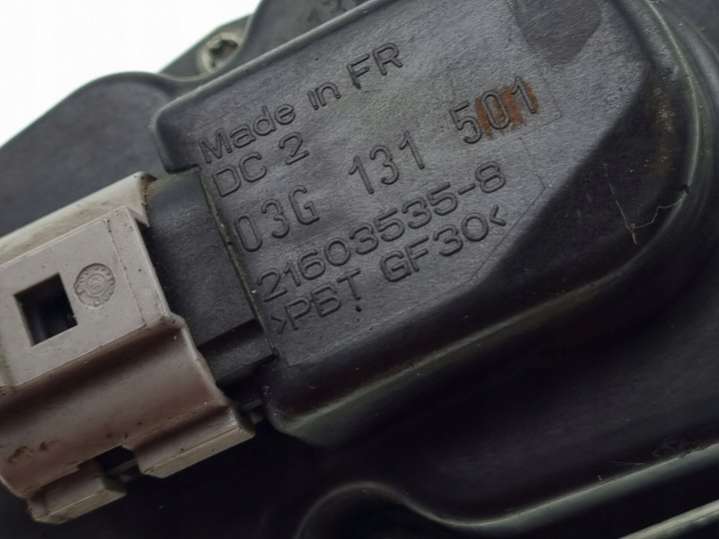 Made in FR
DC 2
03G 131 501
21603535-8
>PBT GF30<